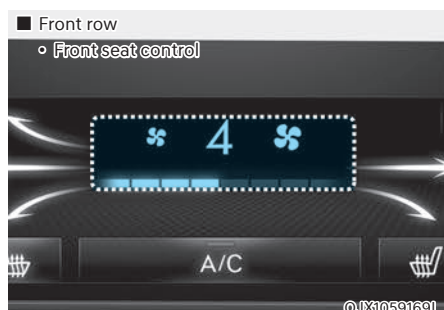 ■ Front row
• Front seat control
4
A/C
OJX1059169L